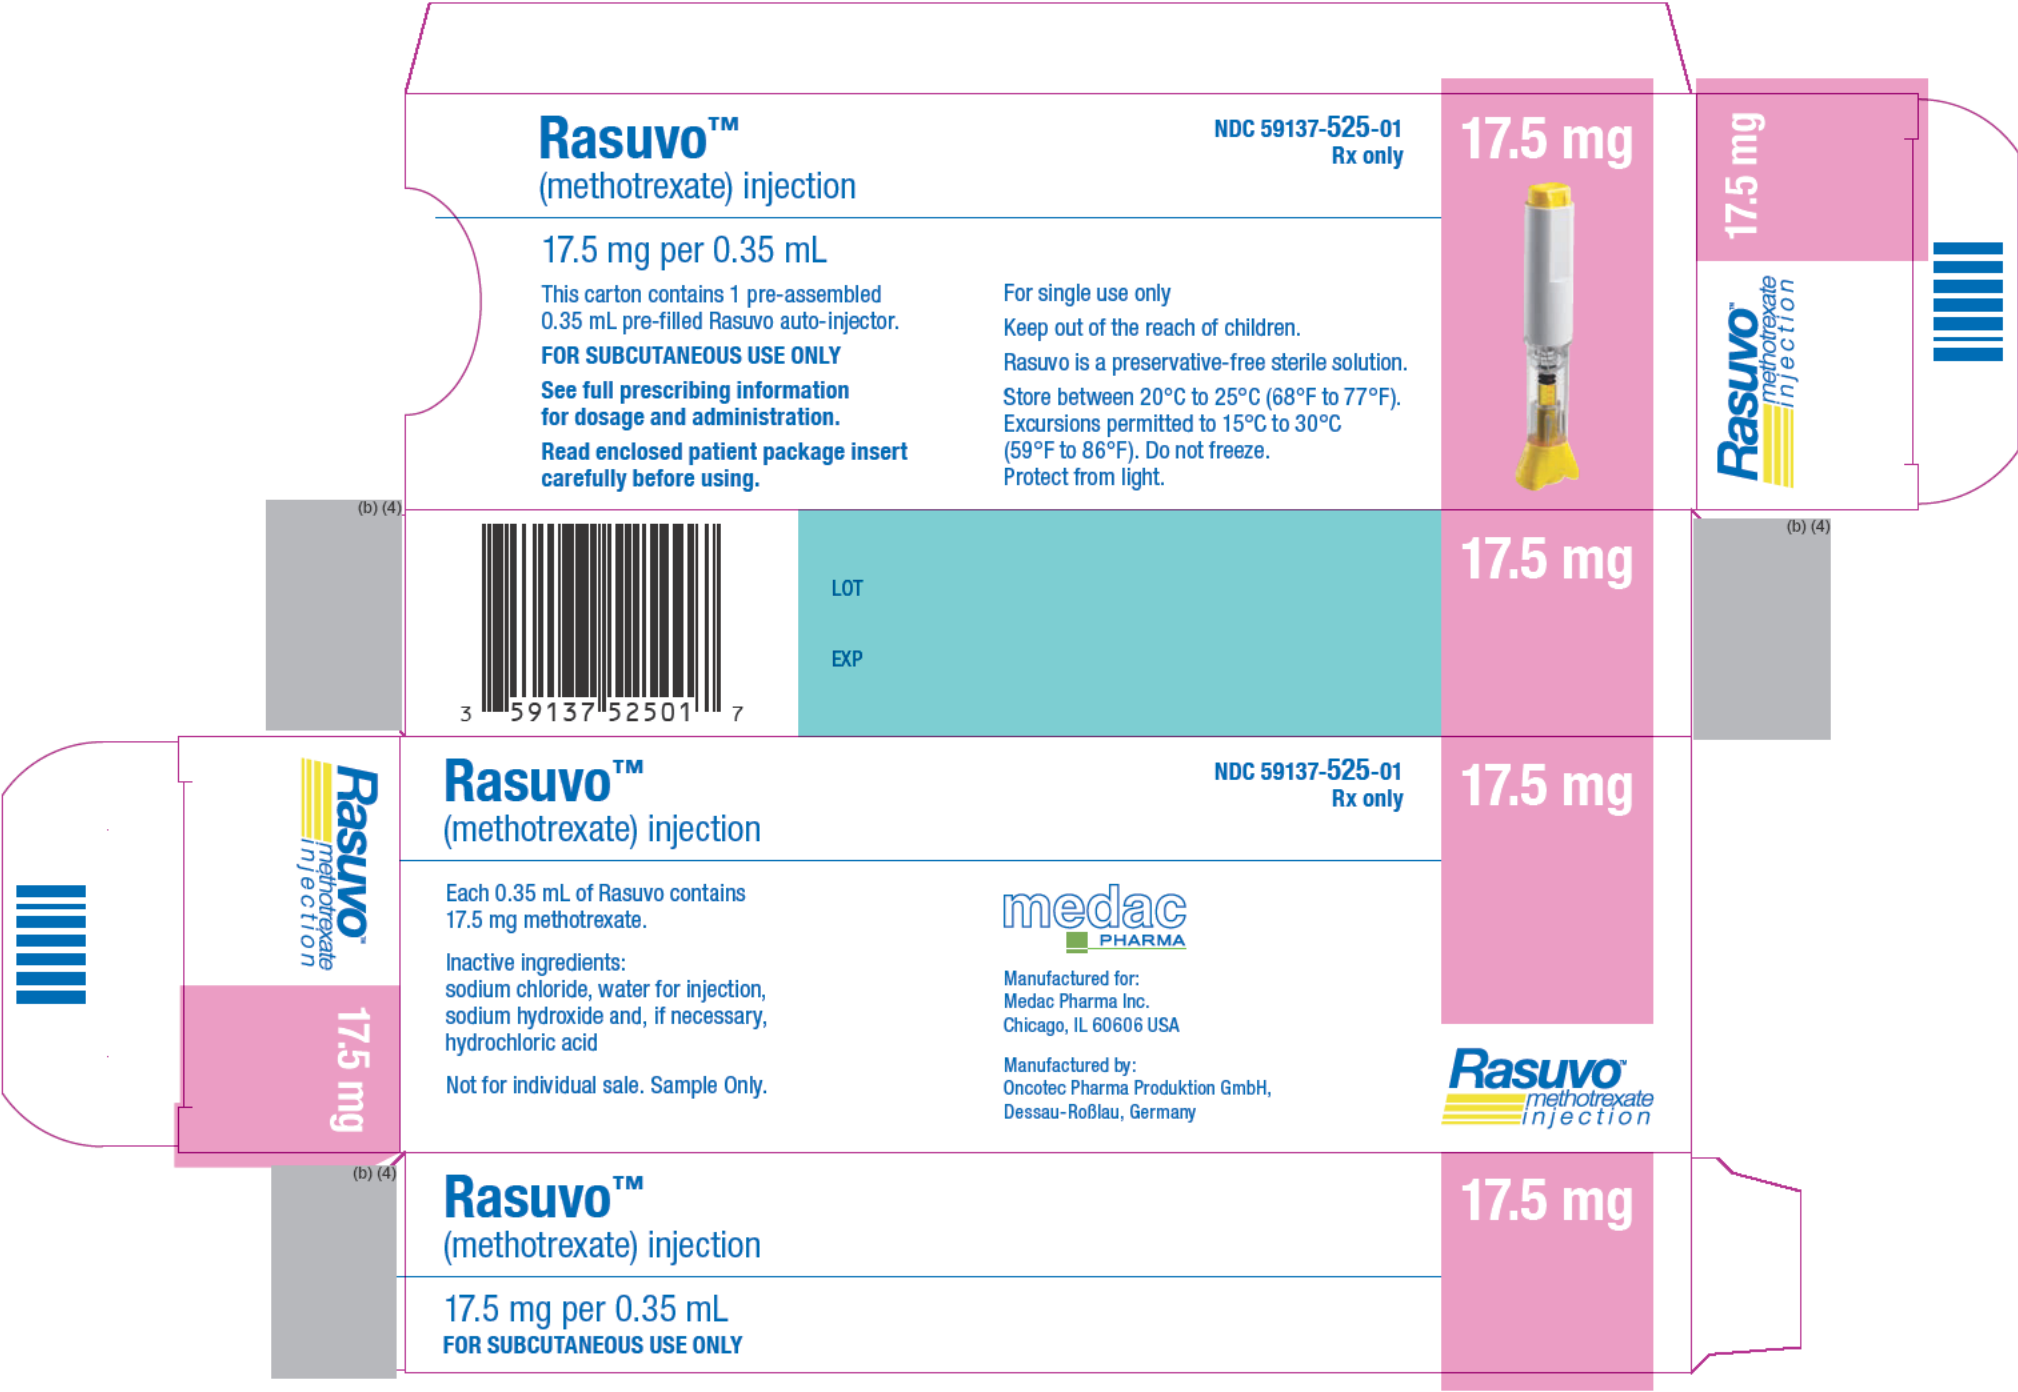 Rasuvo™
(methotrexate) injection
NDC 59137-525-01
Rx only
17.5 mg
17.5 mg per 0.35 mL
This carton contains 1 pre-assembled
0.35 mL pre-filled Rasuvo auto-injector.
FOR SUBCUTANEOUS USE ONLY
See full prescribing information
for dosage and administration.
Read enclosed patient package insert
carefully before using.
For single use only
Keep out of the reach of children.
Rasuvo is a preservative-free sterile solution.
Store between 20°C to 25°C (68°F to 77°F).
Excursions permitted to 15°C to 30°C
(59°F to 86°F). Do not freeze.
Protect from light.
17.5 mg
Rasuvo™
methotrexate
injection
(b) (4)
3 59137 52501 7
LOT
EXP
17.5 mg
(b) (4)
Rasuvo™
methotrexate
injection
17.5 mg
Rasuvo™
(methotrexate) injection
NDC 59137-525-01
Rx only
17.5 mg
Each 0.35 mL of Rasuvo contains
17.5 mg methotrexate.
Inactive ingredients:
sodium chloride, water for injection,
sodium hydroxide and, if necessary,
hydrochloric acid
Not for individual sale. Sample Only.
medac
PHARMA
Manufactured for:
Medac Pharma Inc.
Chicago, IL 60606 USA
Manufactured by:
Oncotec Pharma Produktion GmbH,
Dessau-Roßlau, Germany
Rasuvo™
methotrexate
injection
(b) (4)
Rasuvo™
(methotrexate) injection
17.5 mg
17.5 mg per 0.35 mL
FOR SUBCUTANEOUS USE ONLY